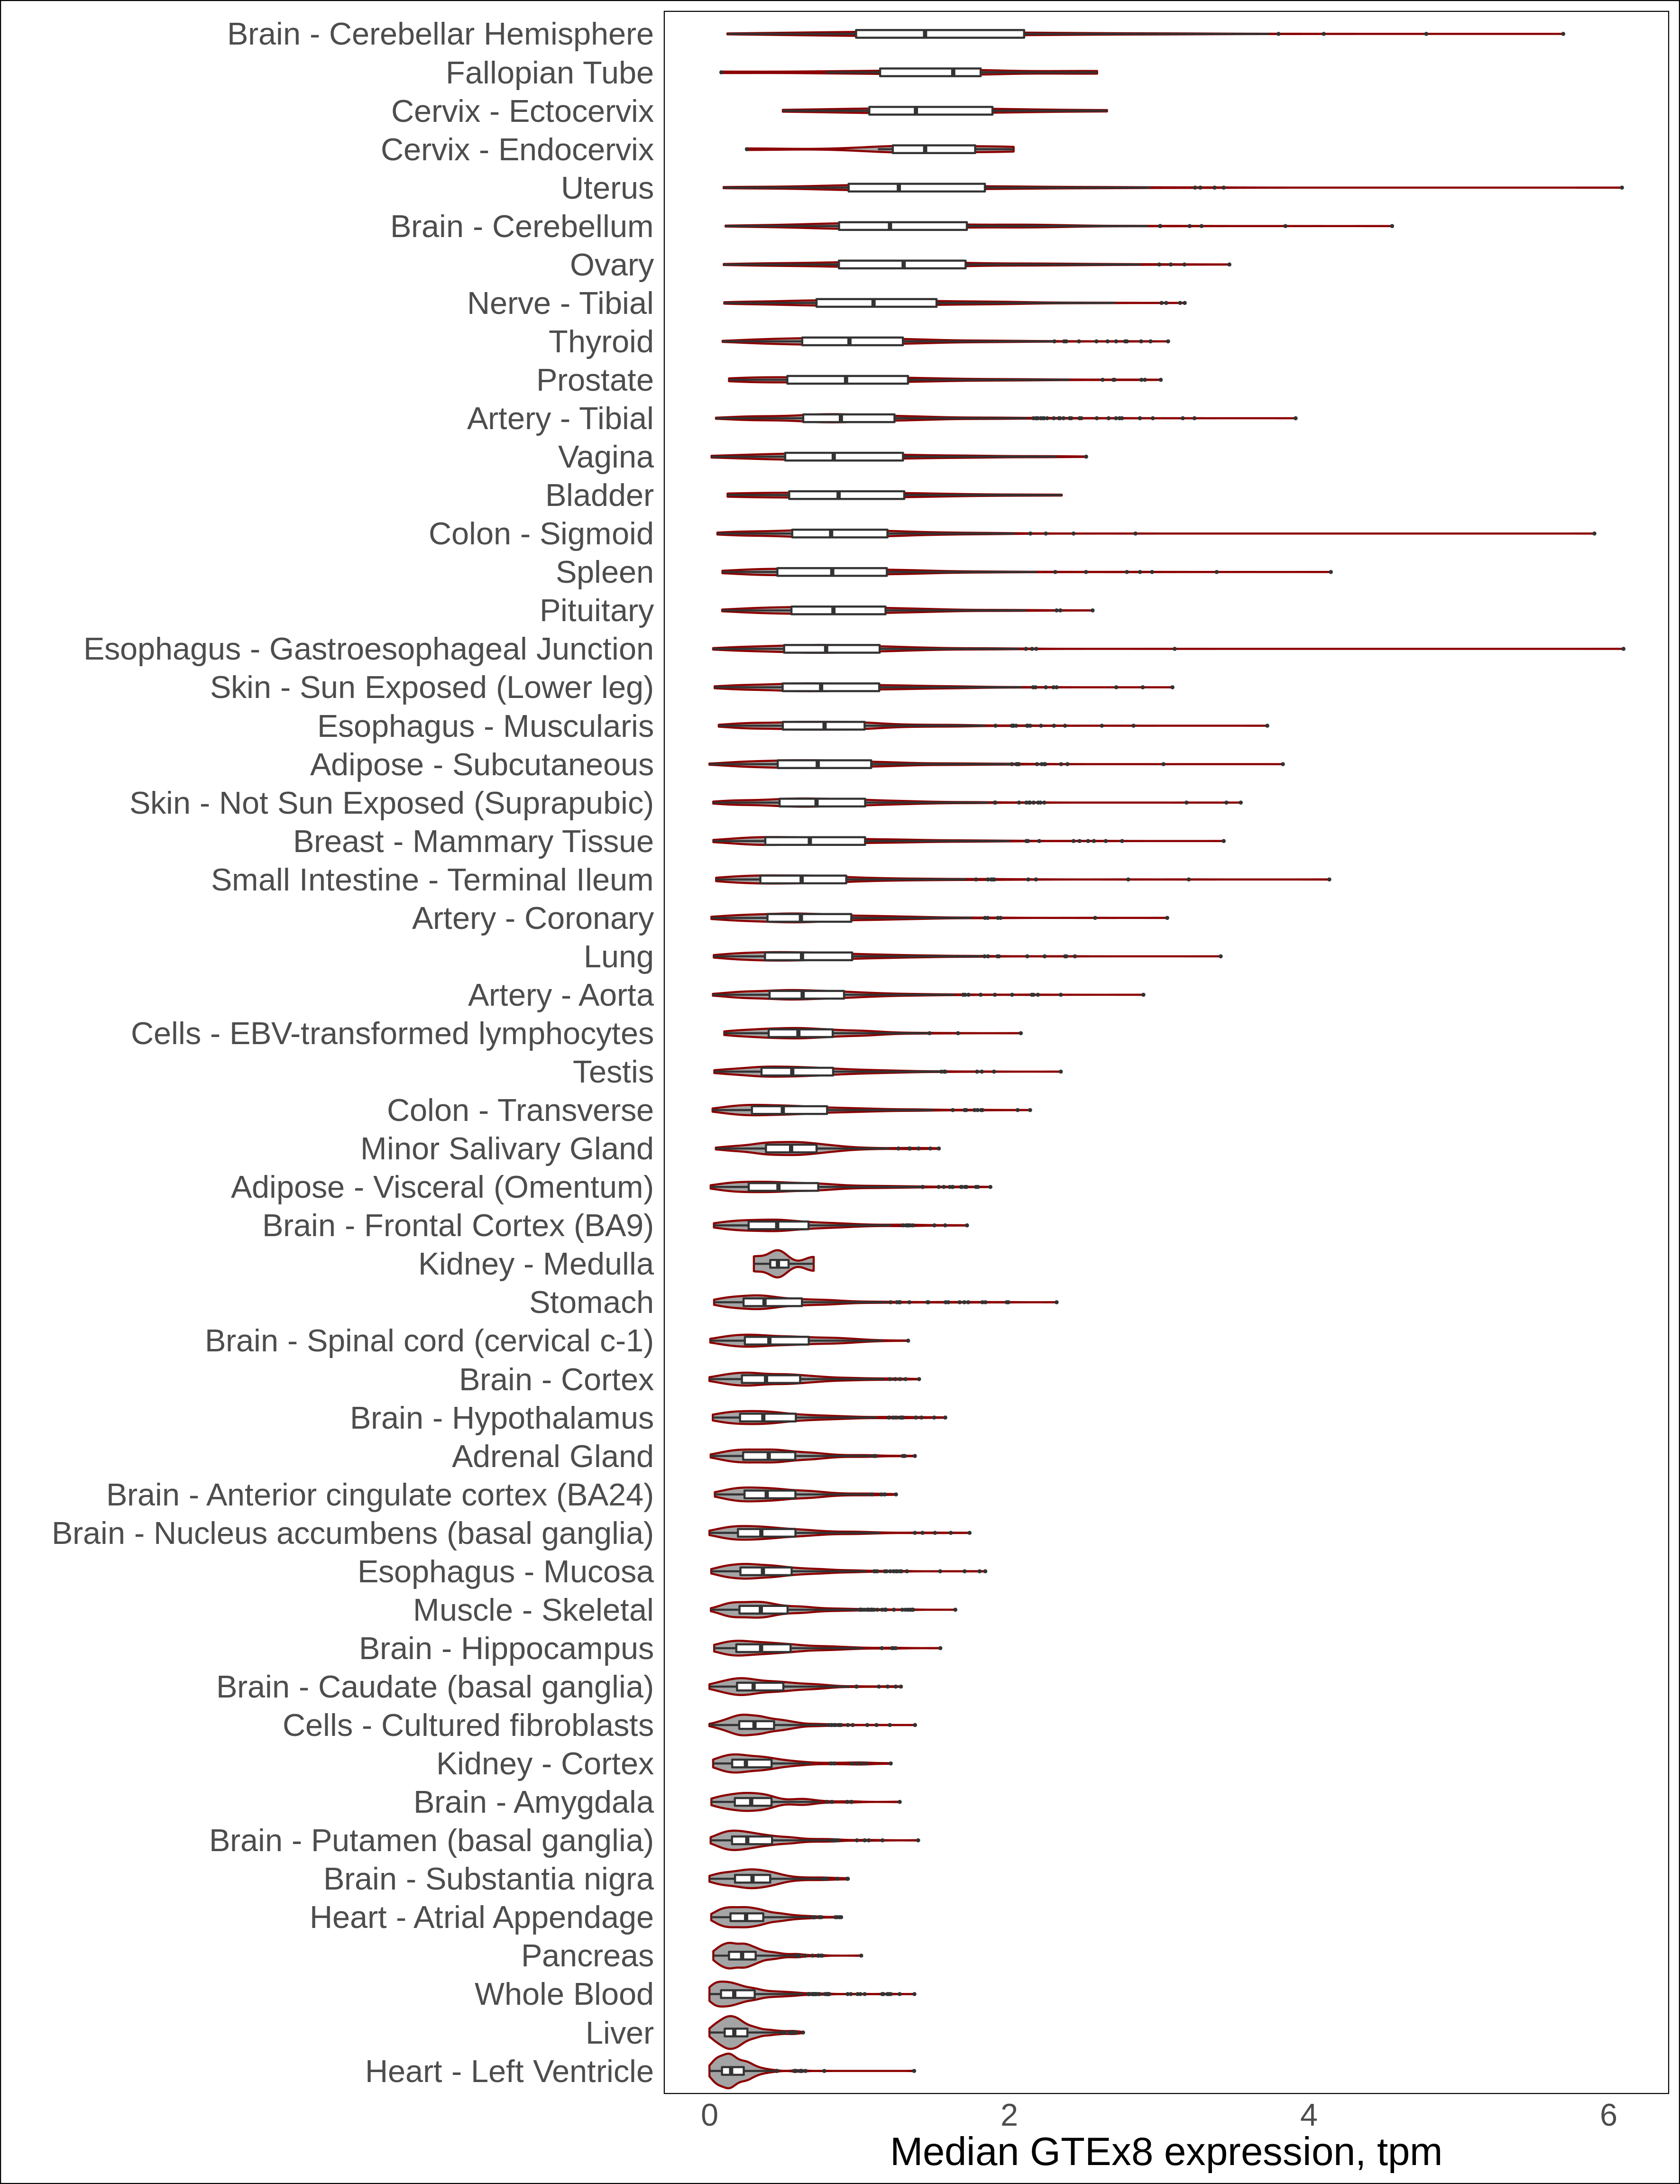 Brain - Cerebellar Hemisphere
Fallopian Tube
Cervix - Ectocervix
Cervix - Endocervix
Uterus
Brain - Cerebellum
Ovary
Nerve - Tibial
Thyroid
Prostate
Artery - Tibial
Vagina
Bladder
Colon - Sigmoid
Spleen
Pituitary
Esophagus - Gastroesophageal Junction
Skin - Sun Exposed (Lower leg)
Esophagus - Muscularis
Adipose - Subcutaneous
Skin - Not Sun Exposed (Suprapubic)
Breast - Mammary Tissue
Small Intestine - Terminal Ileum
Artery - Coronary
Lung
Artery - Aorta
Cells - EBV-transformed lymphocytes
Testis
Colon - Transverse
Minor Salivary Gland
Adipose - Visceral (Omentum)
Brain - Frontal Cortex (BA9)
Kidney - Medulla
Stomach
Brain - Spinal cord (cervical c-1)
Brain - Cortex
Brain - Hypothalamus
Adrenal Gland
Brain - Anterior cingulate cortex (BA24)
Brain - Nucleus accumbens (basal ganglia)
Esophagus - Mucosa
Muscle - Skeletal
Brain - Hippocampus
Brain - Caudate (basal ganglia)
Cells - Cultured fibroblasts
Kidney - Cortex
Brain - Amygdala
Brain - Putamen (basal ganglia)
Brain - Substantia nigra
Heart - Atrial Appendage
Pancreas
Whole Blood
Liver
Heart - Left Ventricle
0 2 4 6
Median GTEx8 expression, tpm